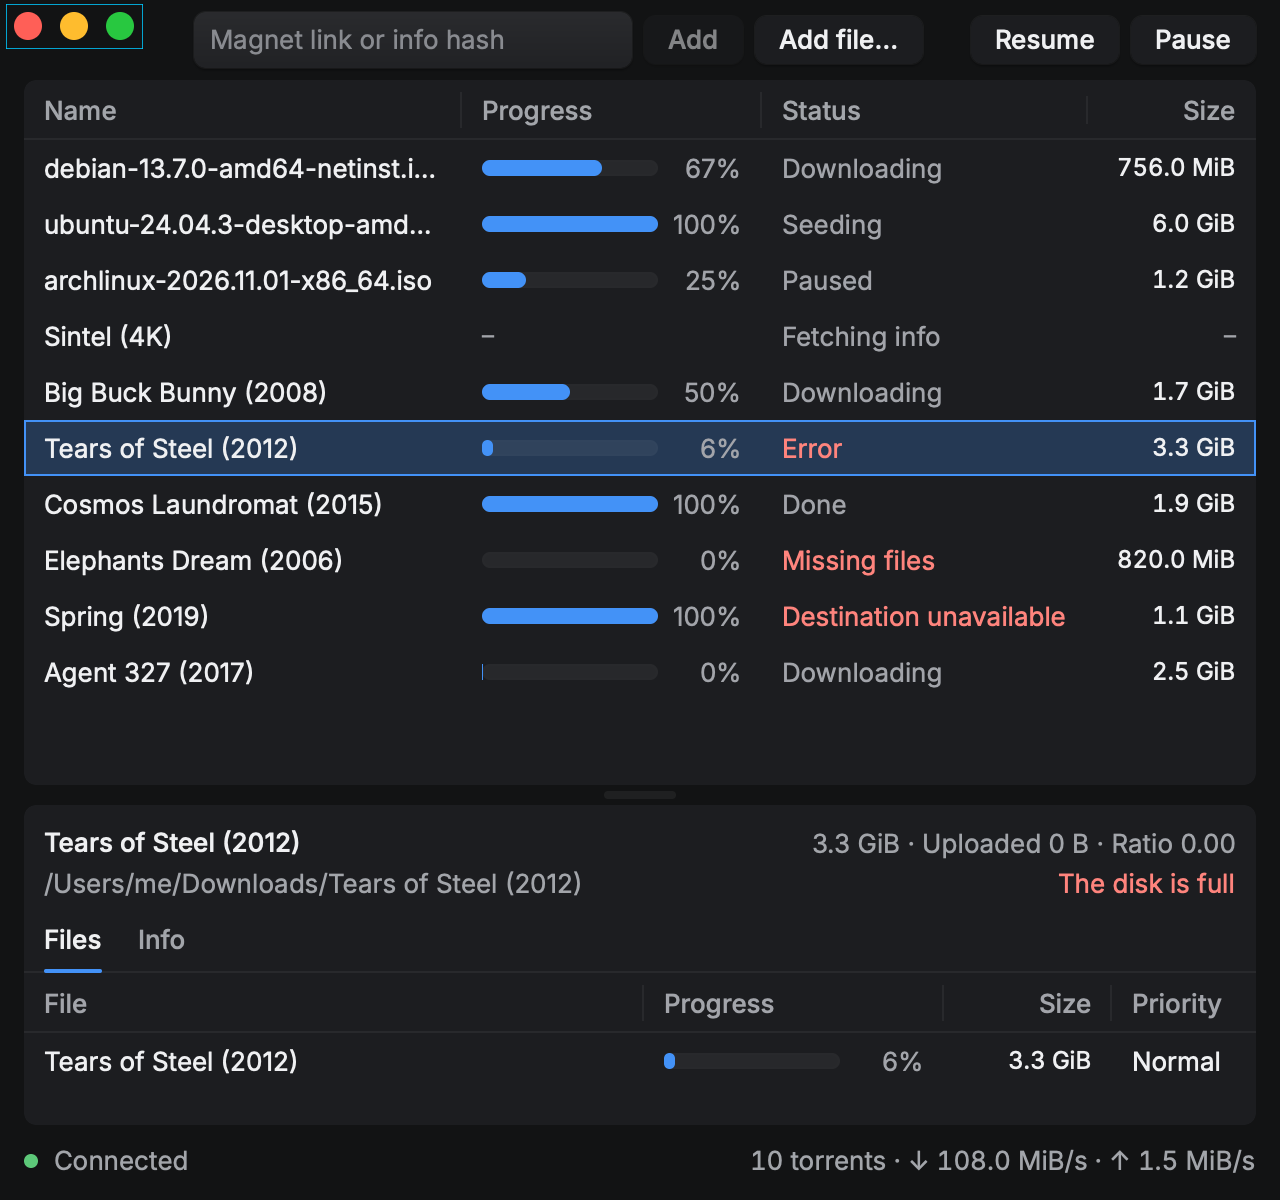 Magnet link or info hash Add Add file... Resume Pause
Name Progress Status Size
debian-13.7.0-amd64-netinst.i... 67% Downloading 756.0 MiB
ubuntu-24.04.3-desktop-amd... 100% Seeding 6.0 GiB
archlinux-2026.11.01-x86_64.iso 25% Paused 1.2 GiB
Sintel (4K) – Fetching info –
Big Buck Bunny (2008) 50% Downloading 1.7 GiB
Tears of Steel (2012) 6% Error 3.3 GiB
Cosmos Laundromat (2015) 100% Done 1.9 GiB
Elephants Dream (2006) 0% Missing files 820.0 MiB
Spring (2019) 100% Destination unavailable 1.1 GiB
Agent 327 (2017) 0% Downloading 2.5 GiB
Tears of Steel (2012) 3.3 GiB · Uploaded 0 B · Ratio 0.00
/Users/me/Downloads/Tears of Steel (2012) The disk is full
Files Info
File Progress Size Priority
Tears of Steel (2012) 6% 3.3 GiB Normal
Connected 10 torrents · ↓ 108.0 MiB/s · ↑ 1.5 MiB/s